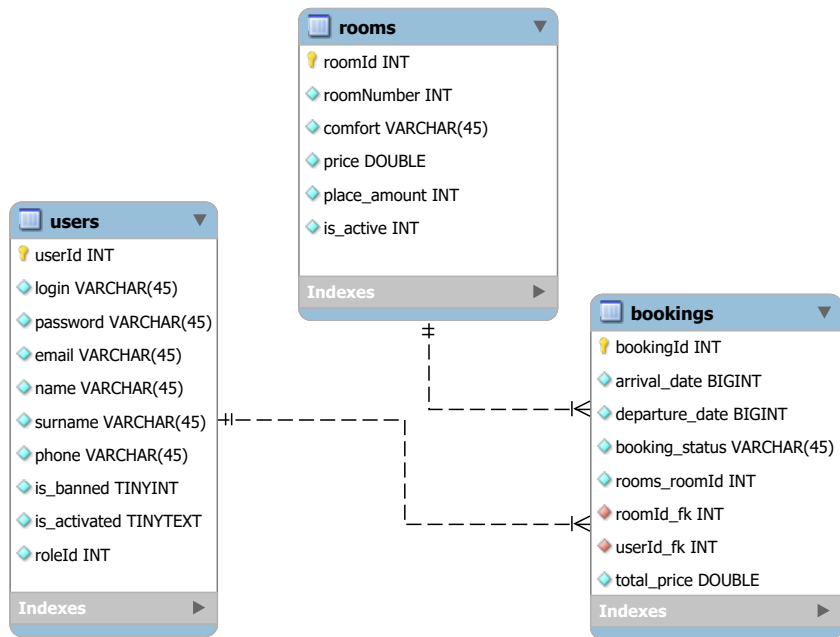 rooms
roomId INT
roomNumber INT
comfort VARCHAR(45)
price DOUBLE
place_amount INT
is_active INT
Indexes
users
userId INT
login VARCHAR(45)
password VARCHAR(45)
email VARCHAR(45)
name VARCHAR(45)
surname VARCHAR(45)
phone VARCHAR(45)
is_banned TINYINT
is_activated TINYTEXT
roleId INT
Indexes
bookings
bookingId INT
arrival_date BIGINT
departure_date BIGINT
booking_status VARCHAR(45)
rooms_roomId INT
roomId_fk INT
userId_fk INT
total_price DOUBLE
Indexes